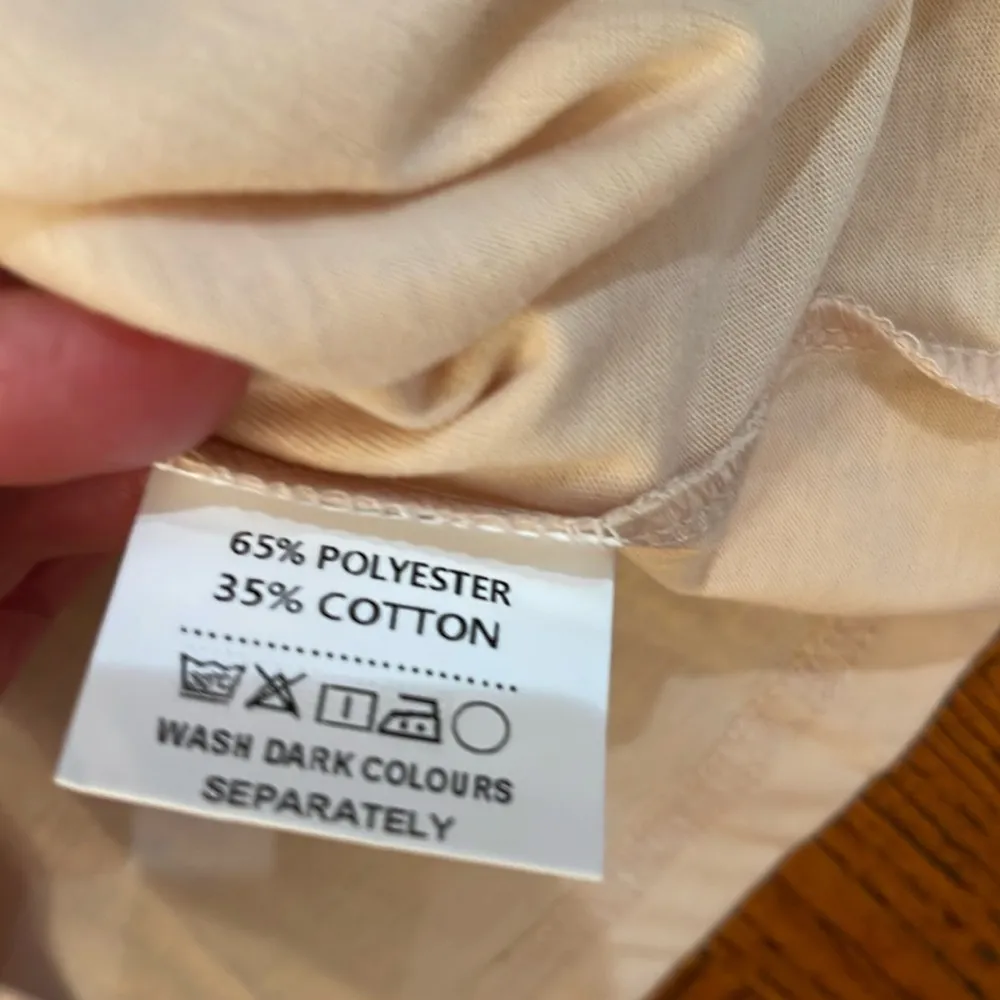 65% POLYESTER
35% COTTON
WASH DARK COLOURS
SEPARATELY